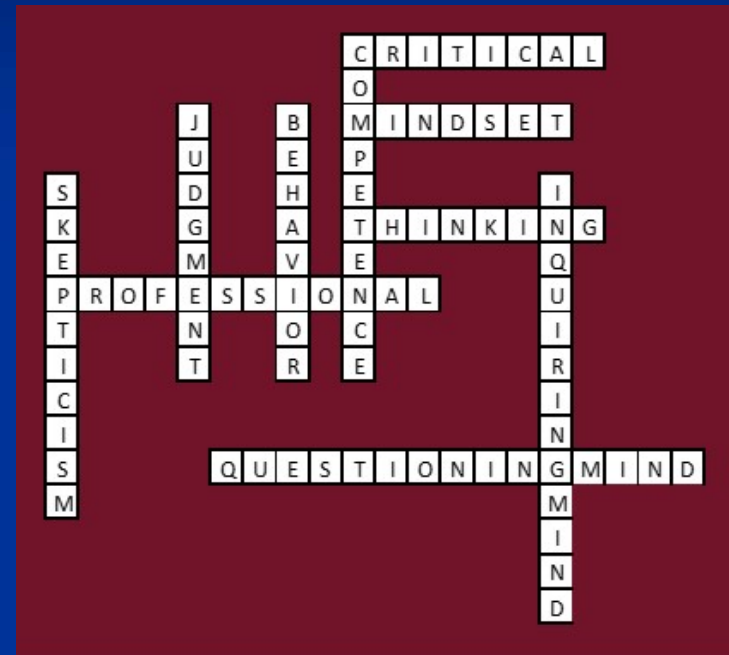 CRITICAL
COMPETENCE
JUDGMENT
BEHAVIOR
MINDSET
SKEPTICISM
INQUIRINGMIND
THINKING
PROFESSIONAL
QUESTIONINGMIND